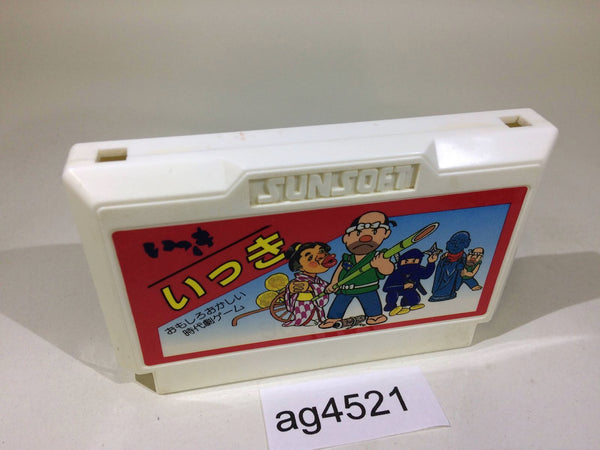 SUNSOFT
いっき
いっき
おもしろおかしい
時代劇ゲーム
ag4521